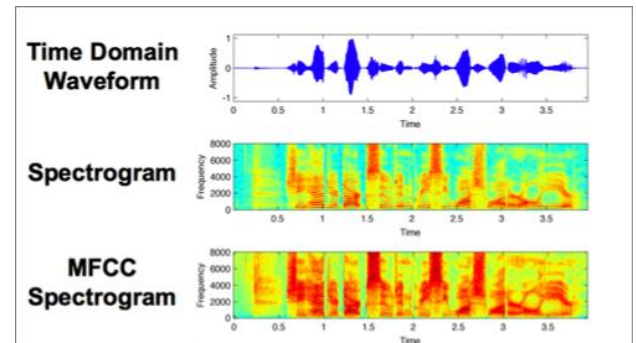 Time Domain
Waveform
Amplitude
1
0
-1
0 0.5 1 1.5 2 2.5 3 3.5
Time
Spectrogram
Frequency
8000
6000
4000
2000
0
0.5 1 1.5 2 2.5 3 3.5
Time
MFCC
Spectrogram
Frequency
8000
6000
4000
2000
0
0 0.5 1 1.5 2 2.5 3 3.5
Time